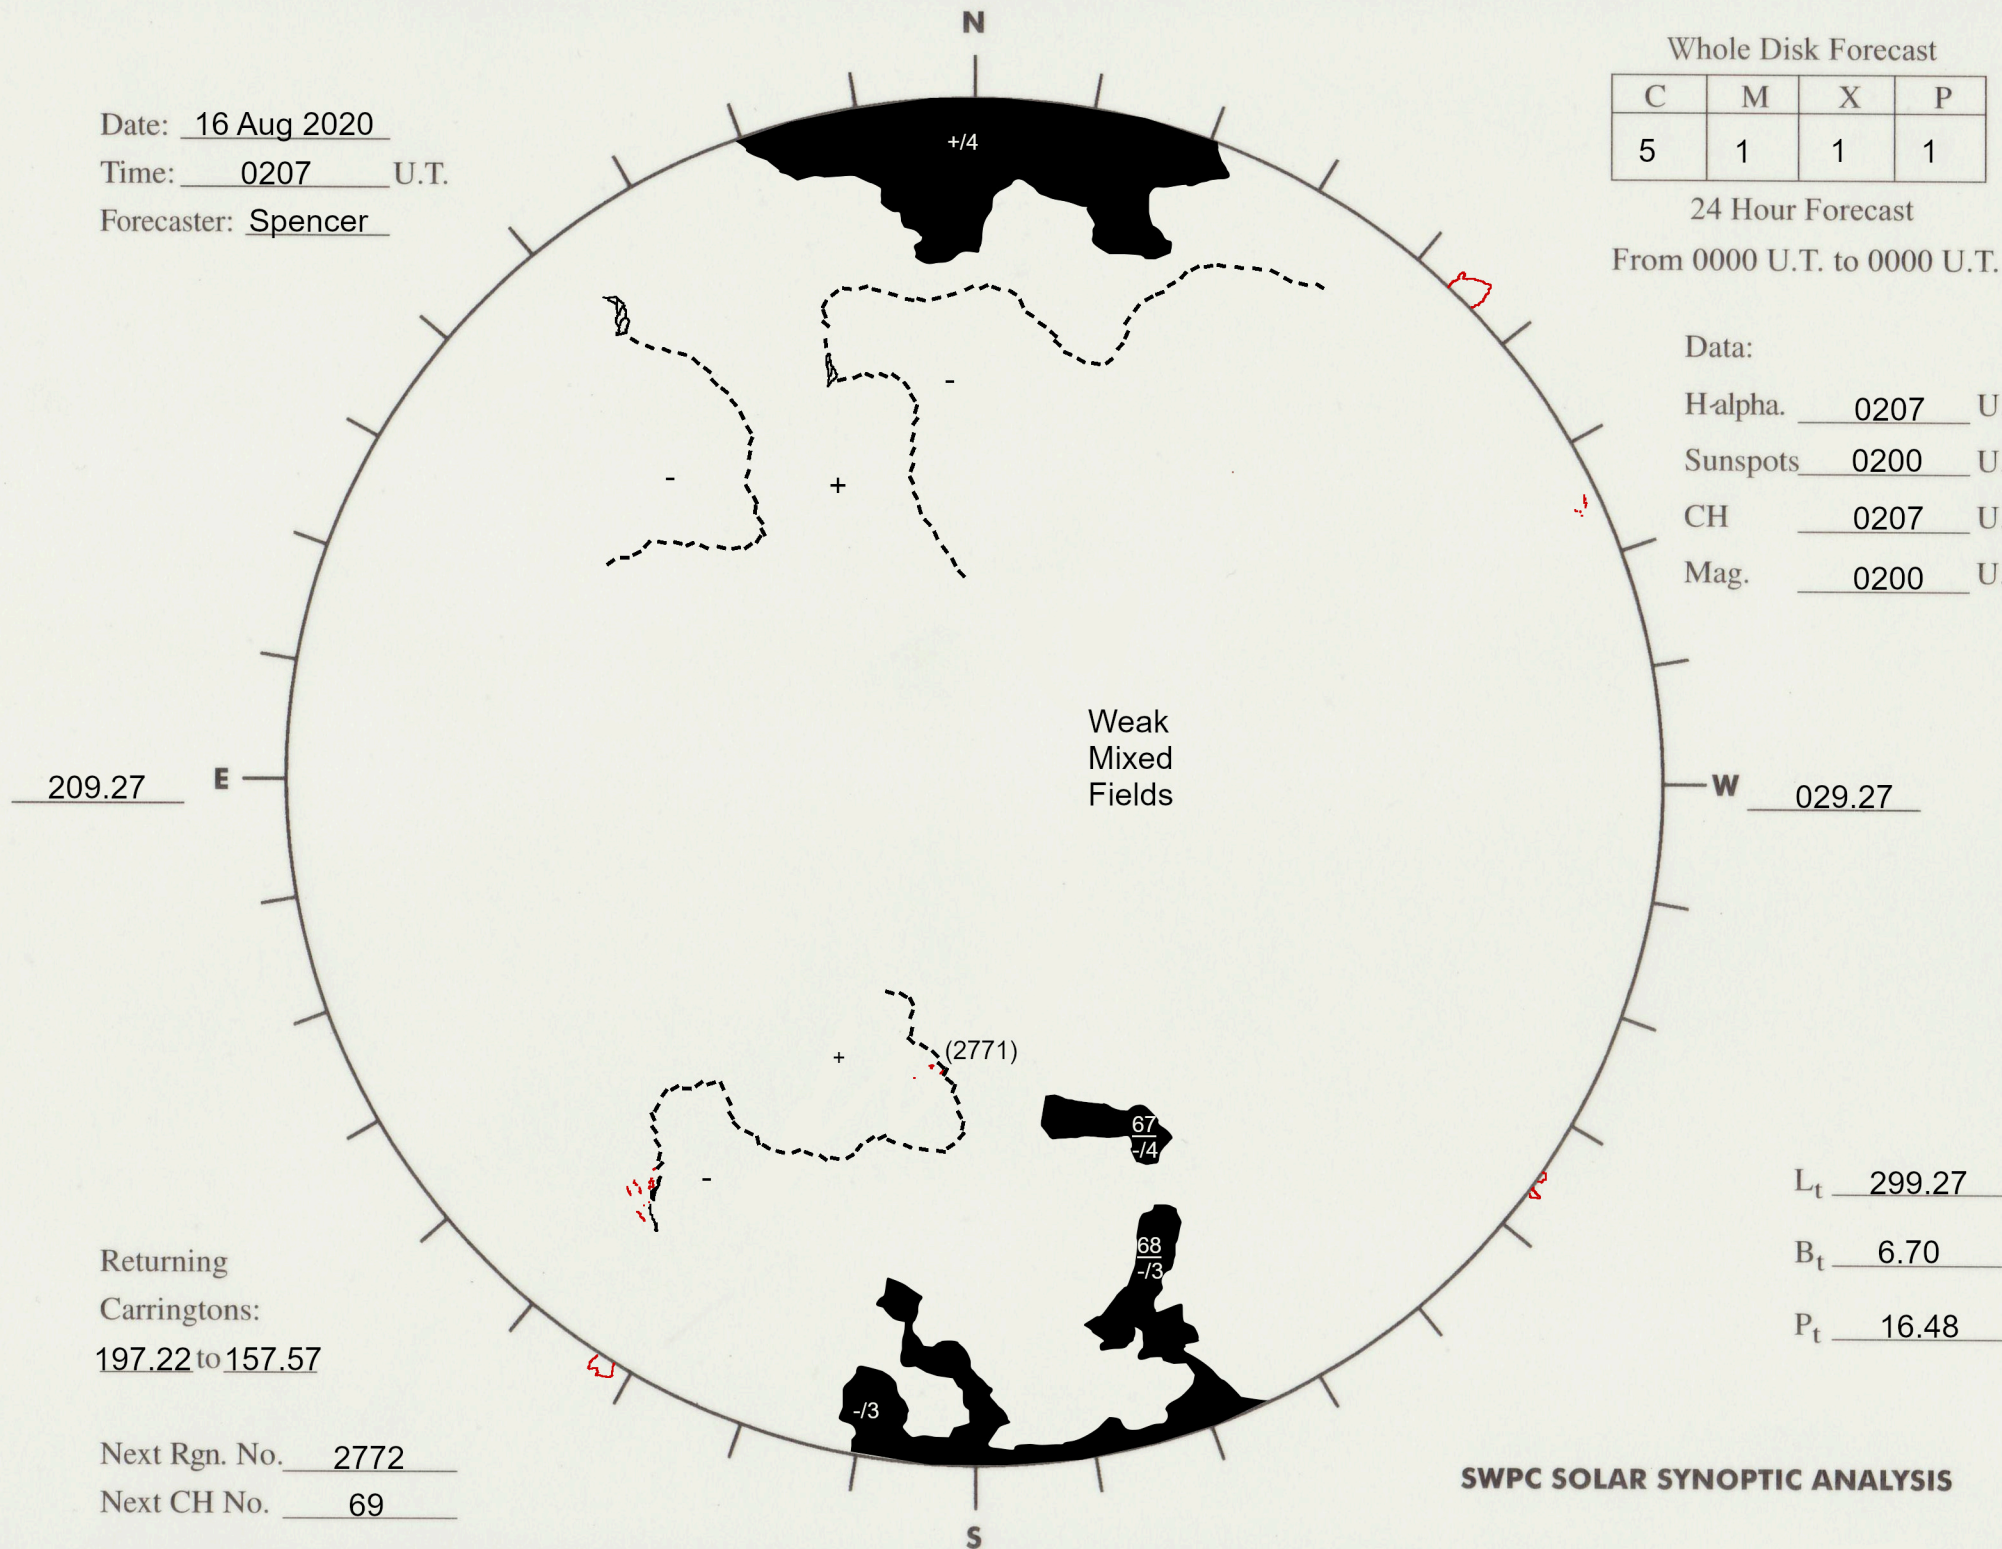 N
Whole Disk Forecast
C M X P
5 1 1 1
24 Hour Forecast
From 0000 U.T. to 0000 U.T.
Date: 16 Aug 2020
Time: 0207 U.T.
Forecaster: Spencer
+/4
Data:
H-alpha. 0207 U
Sunspots 0200 U
CH 0207 U
Mag. 0200 U
-
-
+
Weak
Mixed
Fields
209.27 E
W 029.27
+
(2771)
67
-/4
-
68
-/3
-/3
Lt 299.27
Bt 6.70
Pt 16.48
Returning
Carringtons:
197.22 to 157.57
Next Rgn. No. 2772
Next CH No. 69
SWPC SOLAR SYNOPTIC ANALYSIS
S